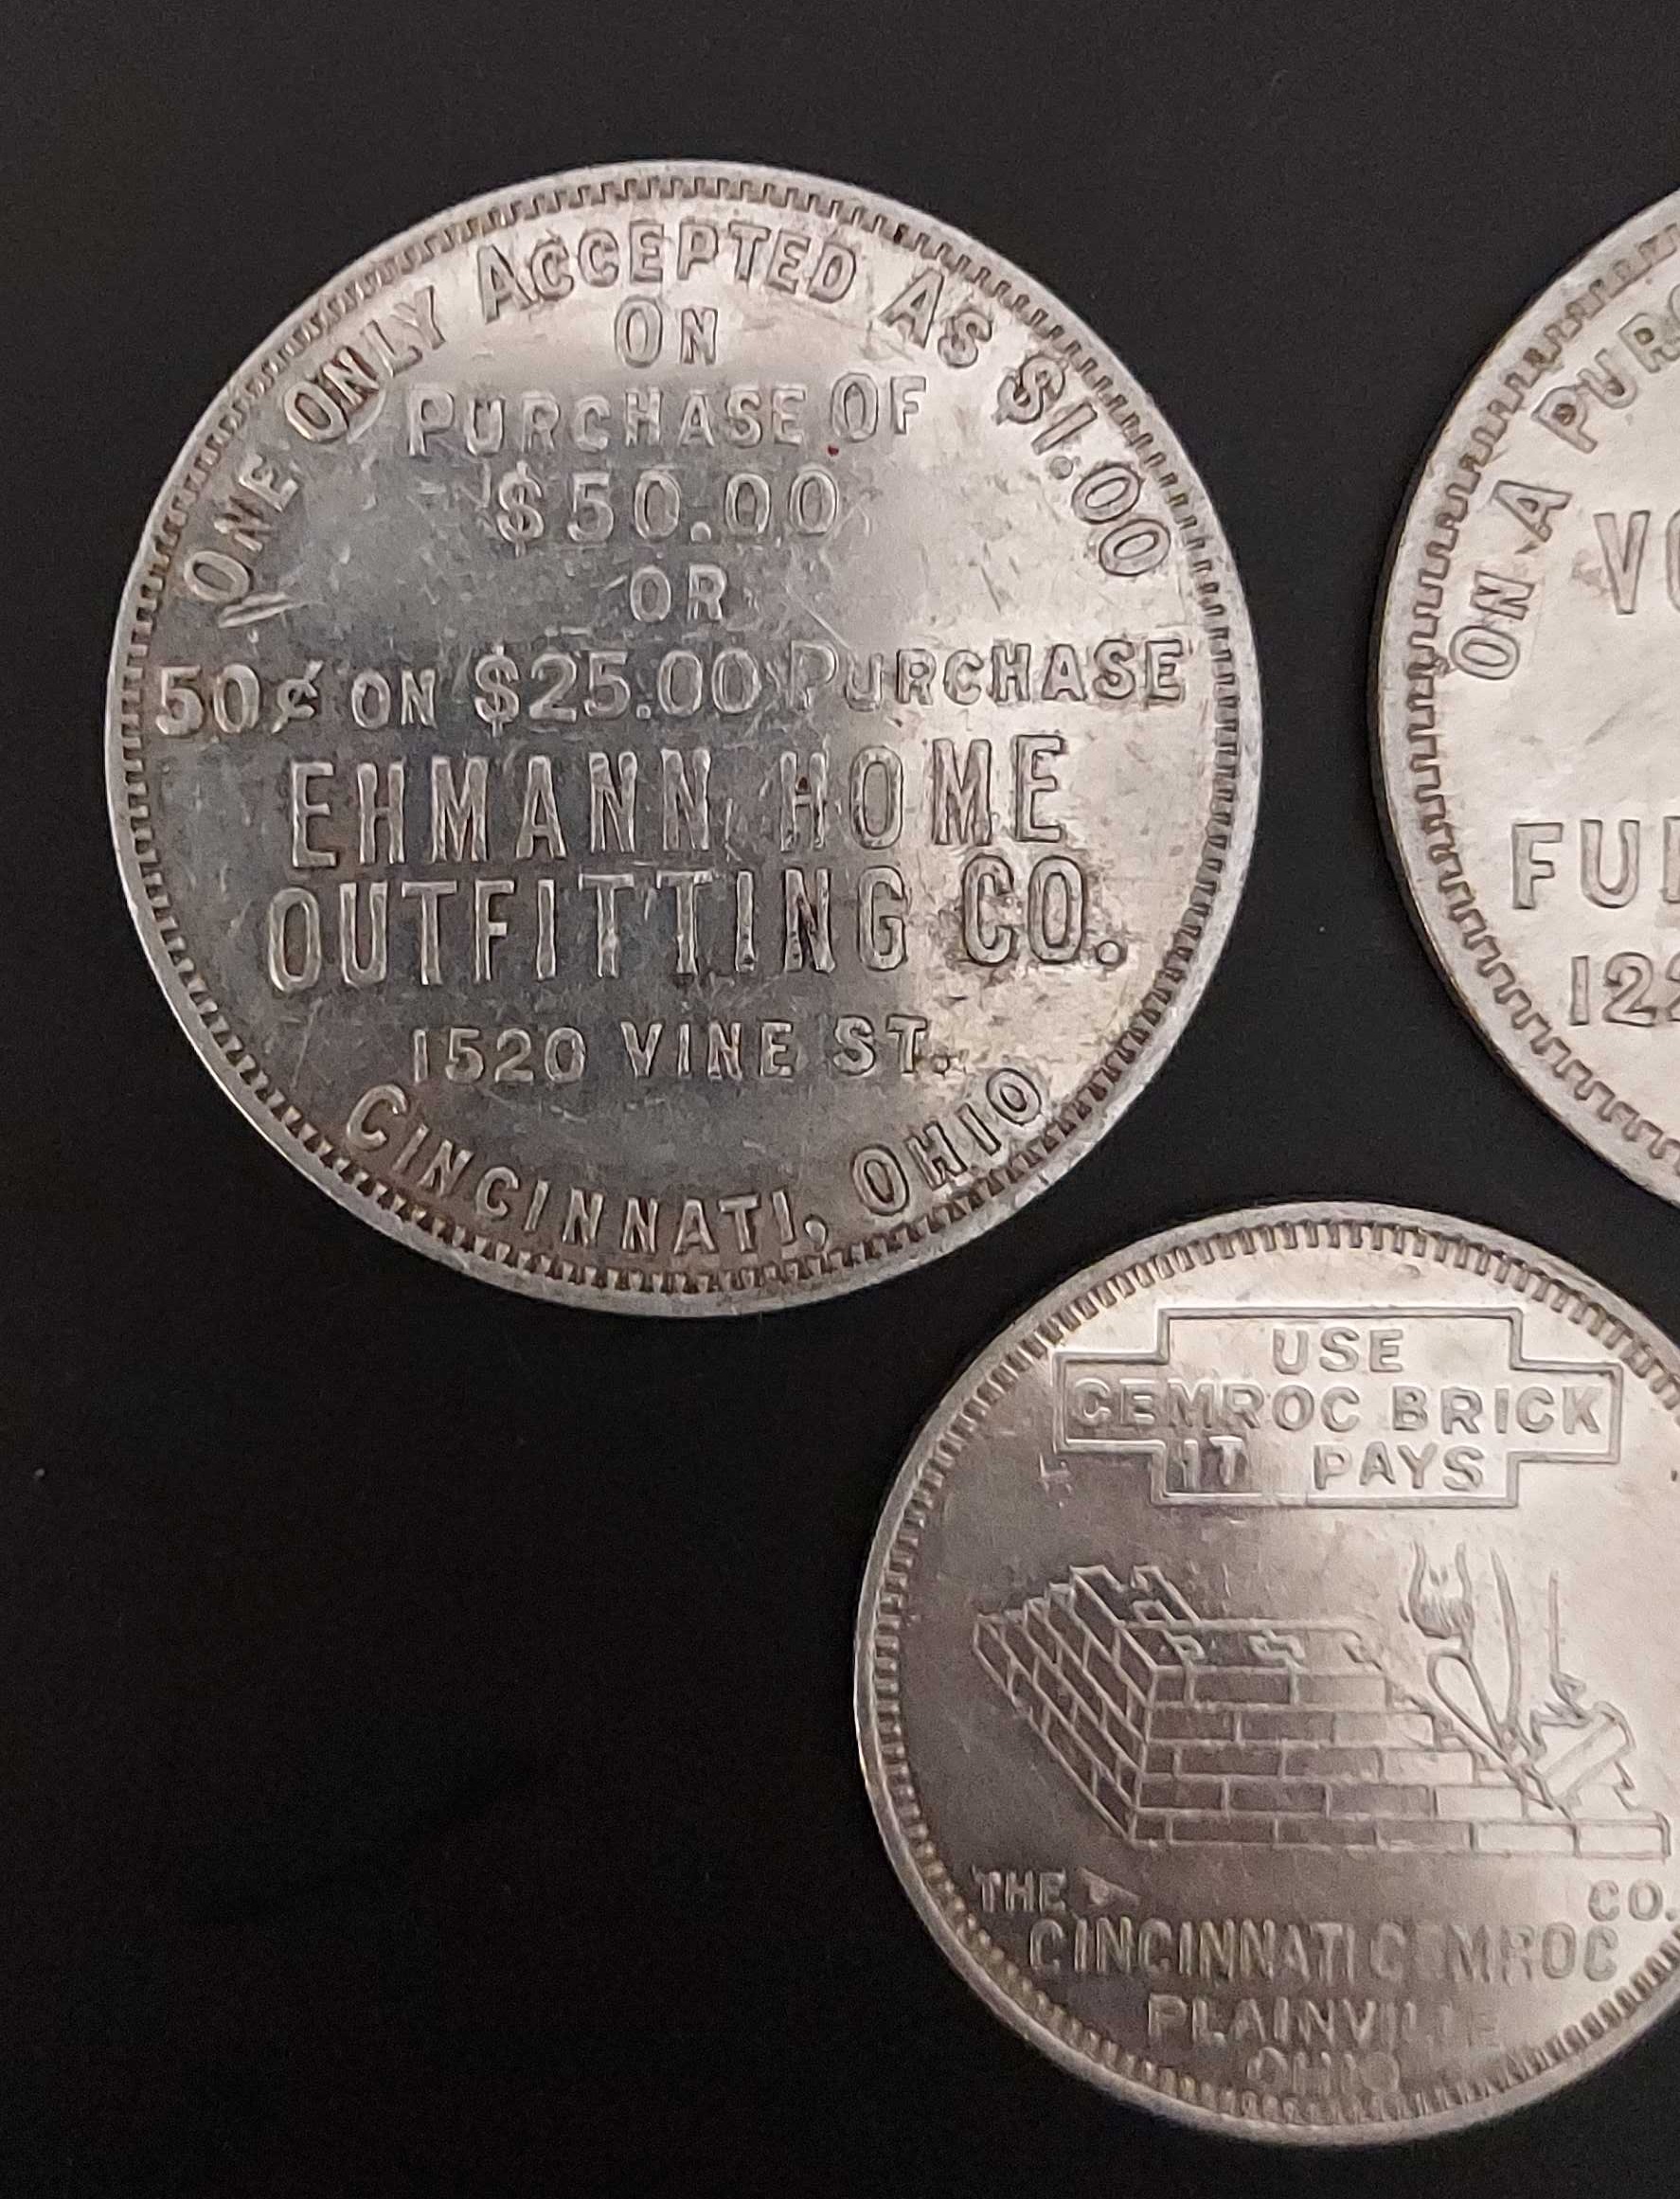 ONE ONLY ACCEPTED AS $1.00
ON
PURCHASE OF
$50.00
OR
50¢ ON $25.00 PURCHASE
EHMANN HOME
OUTFITTING CO.
1520 VINE ST.
CINCINNATI, OHIO
ON A
USE
CEMROC BRICK
IT PAYS
THE CO.
CINCINNATI CEMROC
PLAINVILLE
OHIO